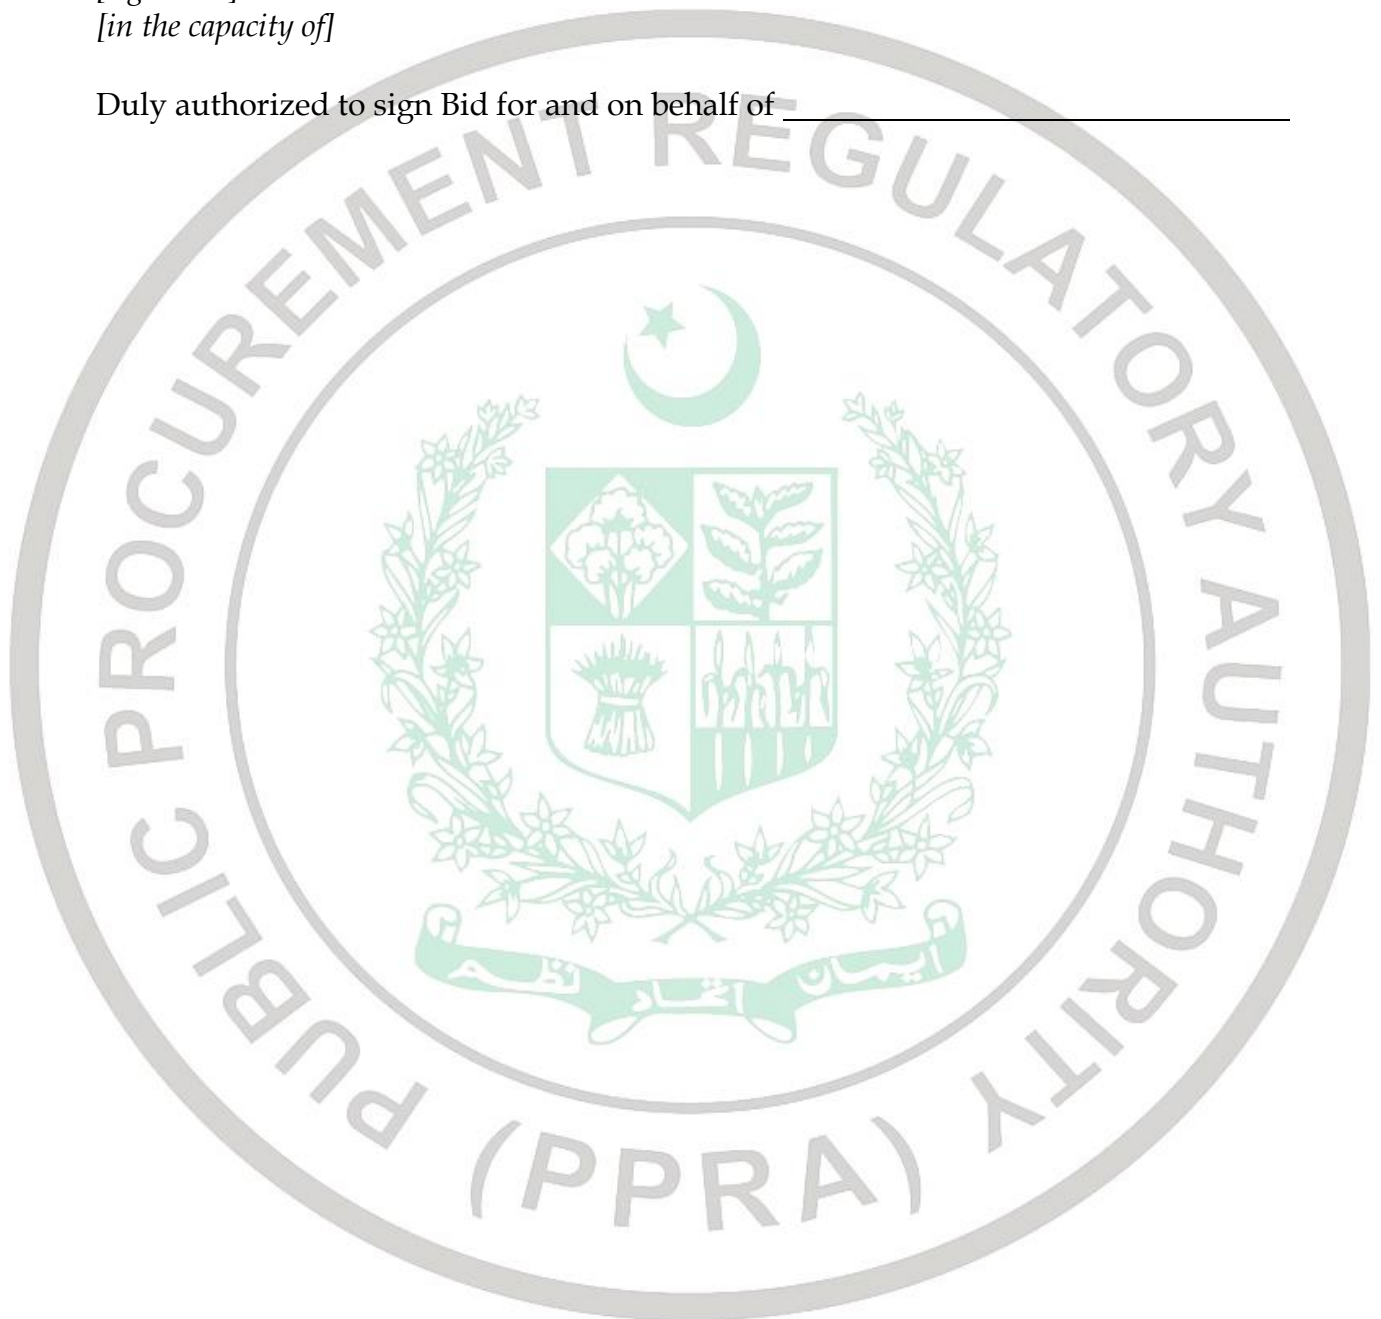 [in the capacity of]
Duly authorized to sign Bid for and on behalf of
PUBLIC PROCUREMENT REGULATORY AUTHORITY
(PPRA)
ایمان اتحاد نظم